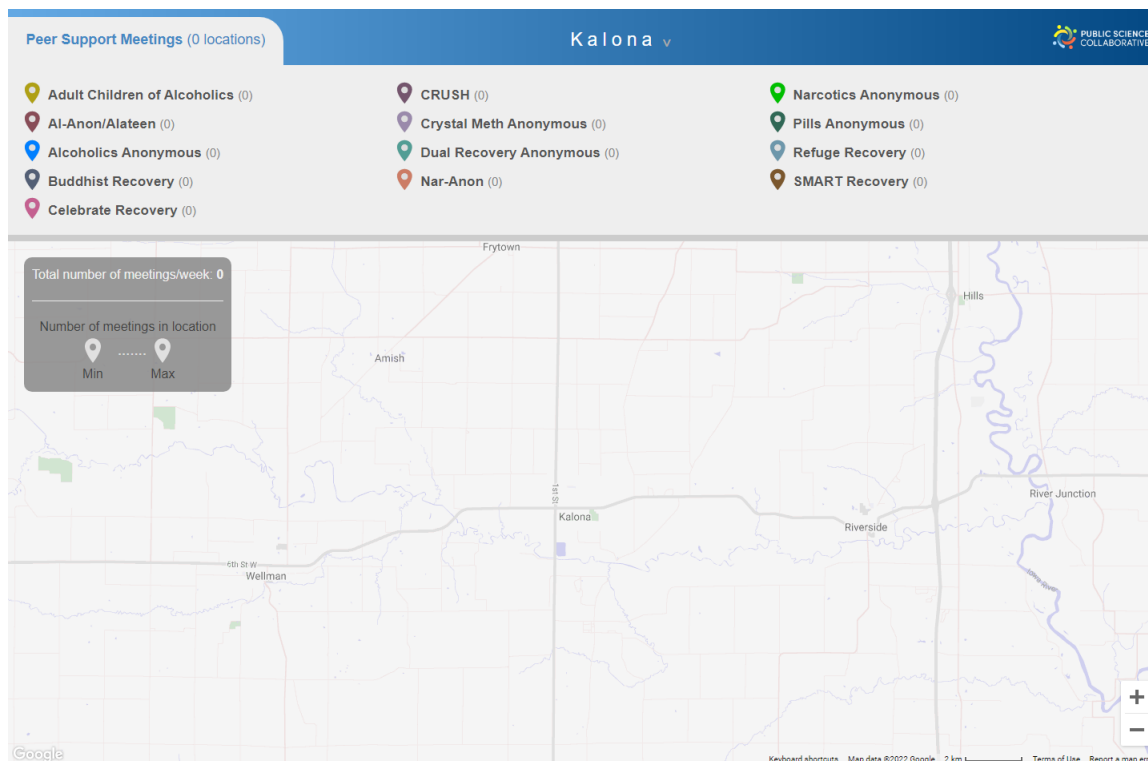 Peer Support Meetings (0 locations)
Kalona v
PUBLIC SCIENCE
COLLABORATIVE
Adult Children of Alcoholics (0)
CRUSH (0)
Narcotics Anonymous (0)
Al-Anon/Alateen (0)
Crystal Meth Anonymous (0)
Pills Anonymous (0)
Alcoholics Anonymous (0)
Dual Recovery Anonymous (0)
Refuge Recovery (0)
Buddhist Recovery (0)
Nar-Anon (0)
SMART Recovery (0)
Celebrate Recovery (0)
Frytown
Total number of meetings/week: 0
Hills
Number of meetings in location
Amish
Min
Max
1st St
River Junction
Kalona
Riverside
6th St W
Wellman
Iowa River
+
−
Google
Keyboard shortcuts Map data ©2022 Google 2 km Terms of Use Report a map